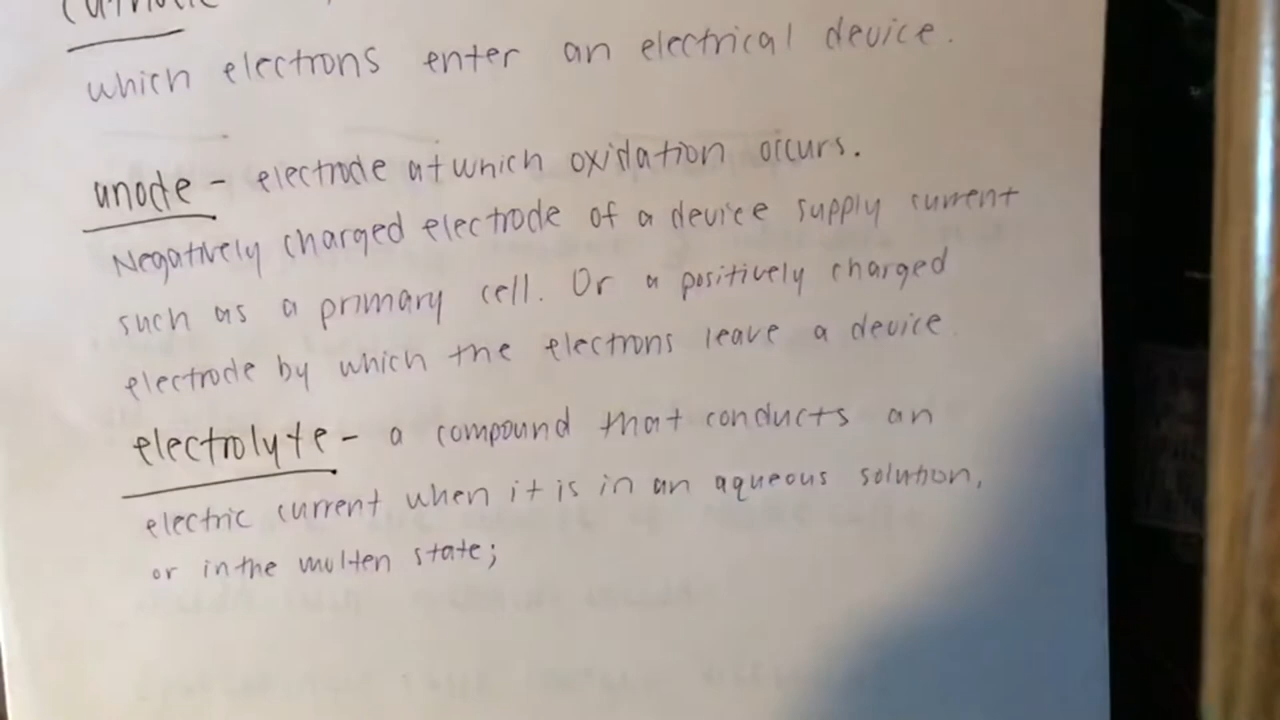 which electrons enter an electrical device.
anode - electrode at which oxidation occurs.
Negatively charged electrode of a device supply current
such as a primary cell. Or a positively charged
electrode by which the electrons leave a device
electrolyte - a compound that conducts an
electric current when it is in an aqueous solution,
or in the molten state;